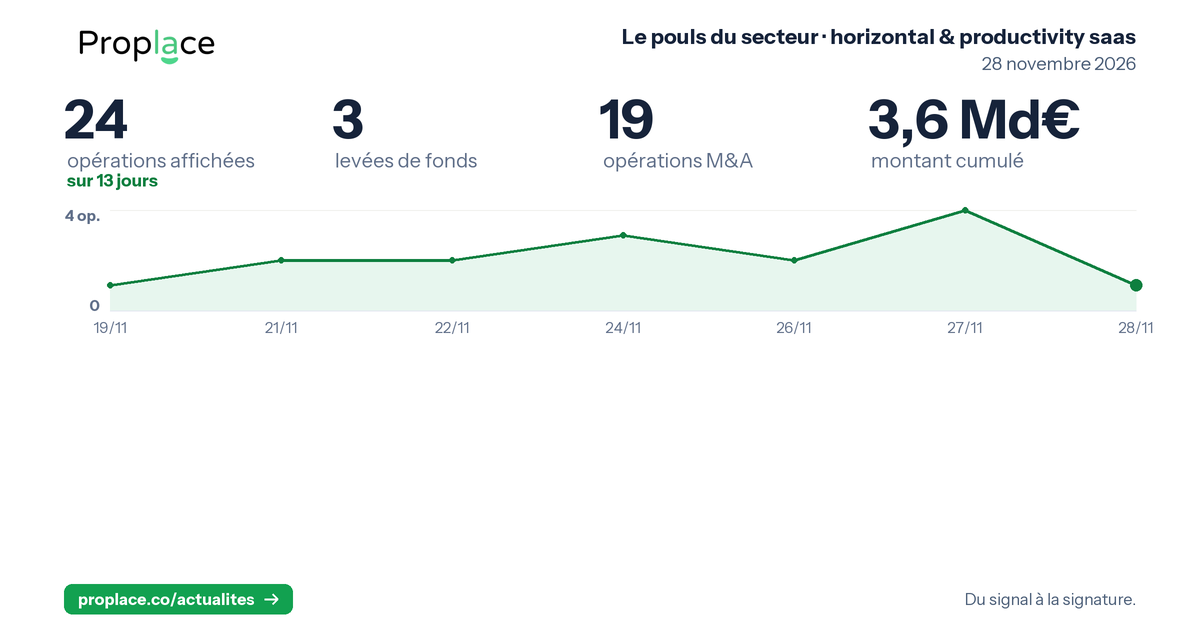 Proplace
Le pouls du secteur · horizontal & productivity saas
28 novembre 2026
24
opérations affichées
sur 13 jours
3
levées de fonds
19
opérations M&A
3,6 Md€
montant cumulé
4 op.
0
19/11
21/11
22/11
24/11
26/11
27/11
28/11
proplace.co/actualites →
Du signal à la signature.